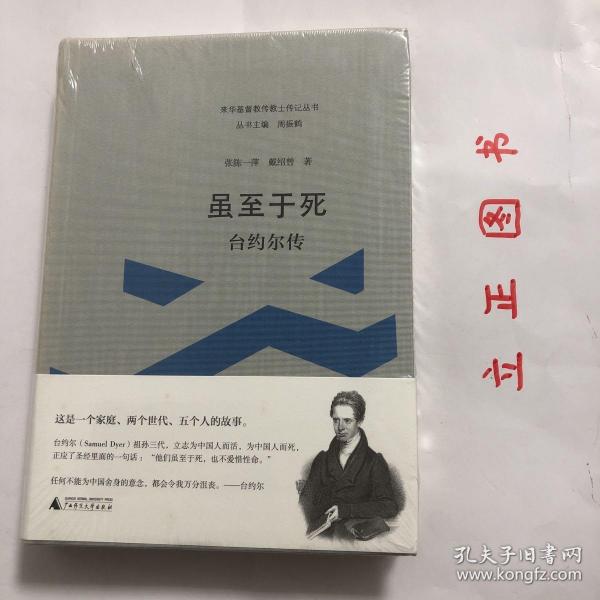 来华基督教传教士传记丛书
丛书主编 周振鹤
张陈一萍 戴绍曾 著
虽至于死
台约尔传
这是一个家庭、两个世代、五个人的故事。
台约尔（Samuel Dyer）祖孙三代，立志为中国人而活，为中国人而死，
正应了圣经里面的一句话：“他们虽至于死，也不爱惜性命。”
任何不能为中国舍身的意念，都会令我万分沮丧。——台约尔
广西师范大学出版社
立正图书
孔夫子旧书网
www.kongfz.com